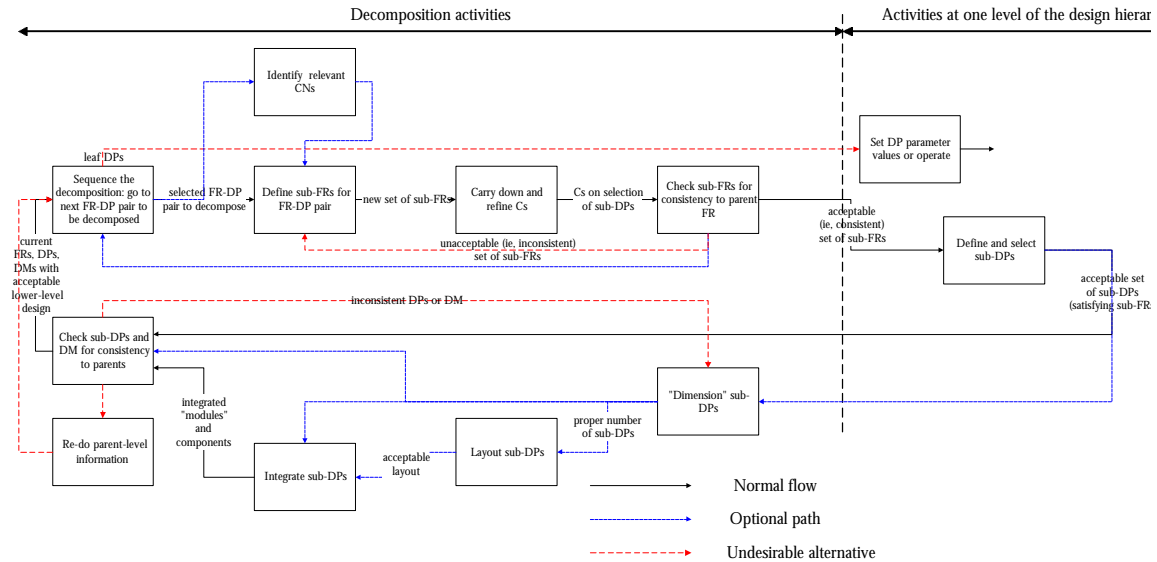 Decomposition activities
Activities at one level of the design hierar
Identify relevant
CNs
Set DP parameter
values or operate
leaf DPs
Sequence the
decomposition: go to
next FR-DP pair to
be decomposed
selected FR-DP
pair to decompose
Define sub-FRs for
FR-DP pair
new set of sub-FRs
Carry down and
refine Cs
Cs on selection
of sub-DPs
Check sub-FRs for
consistency to parent
FR
acceptable
(ie, consistent)
set of sub-FRs
Define and select
sub-DPs
unacceptable (ie, inconsistent)
set of sub-FRs
current
FRs, DPs,
DMs with
acceptable
lower-level
design
acceptable set
of sub-DPs
(satisfying sub-FRs
inconsistent DPs or DM
Check sub-DPs and
DM for consistency
to parents
"Dimension" sub-
DPs
integrated
"modules"
and
components
proper number
of sub-DPs
Re-do parent-level
information
Integrate sub-DPs
acceptable
layout
Layout sub-DPs
Normal flow
Optional path
Undesirable alternative